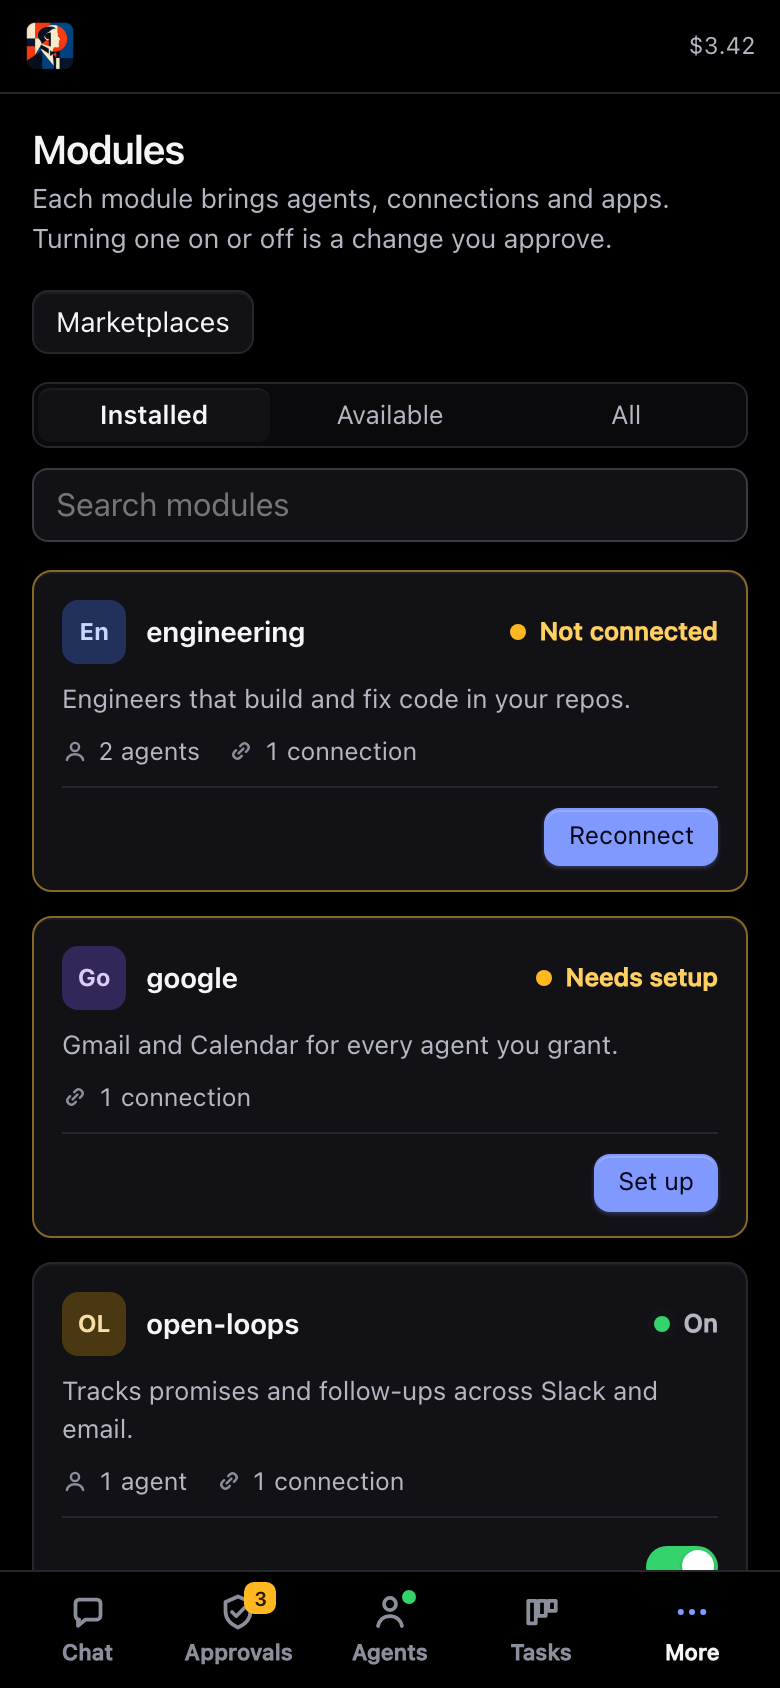 $3.42
Modules
Each module brings agents, connections and apps.
Turning one on or off is a change you approve.
Marketplaces
Installed
Available
All
Search modules
En
engineering
Not connected
Engineers that build and fix code in your repos.
2 agents
1 connection
Reconnect
Go
google
Needs setup
Gmail and Calendar for every agent you grant.
1 connection
Set up
OL
open-loops
On
Tracks promises and follow-ups across Slack and
email.
1 agent
1 connection
3
Chat
Approvals
Agents
Tasks
More